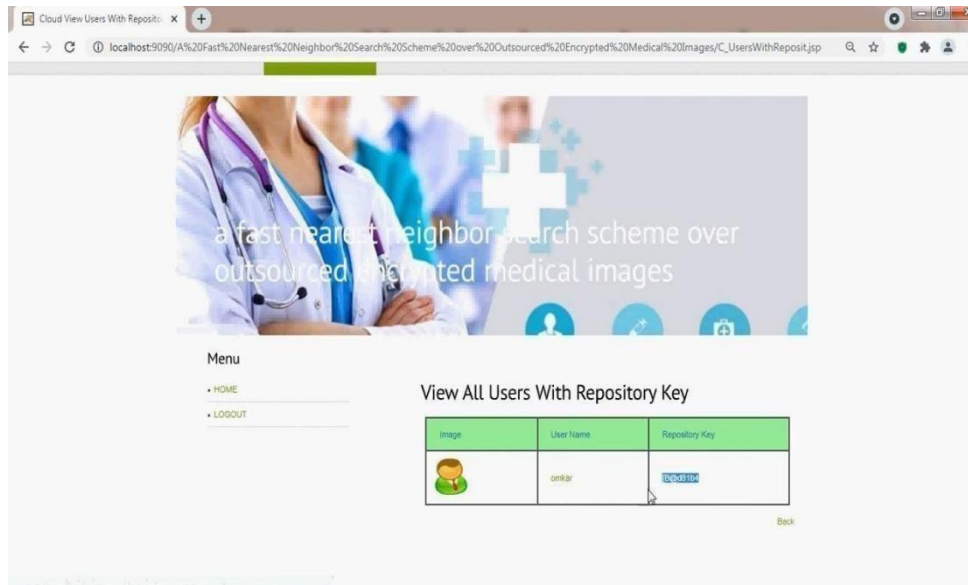 Cloud View Users With Reposito
localhost:9090/A%20Fast%20Nearest%20Neighbor%20Search%20Scheme%20over%20Outsourced%20Encrypted%20Medical%20Images/C_UsersWithReposit.jsp
a fast nearest neighbor search scheme over
outsourced encrypted medical images
Menu
HOME
LOGOUT
View All Users With Repository Key
Image User Name Repository Key
omkar [B@d81b4
Back